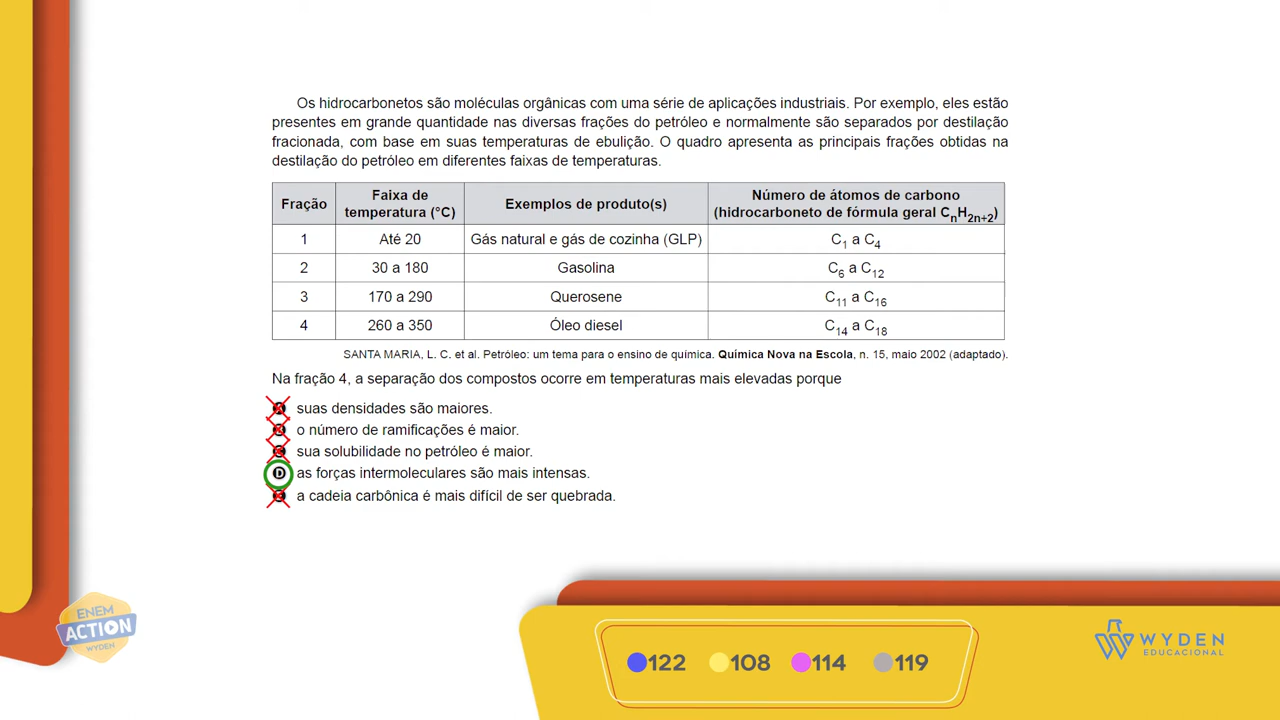 Os hidrocarbonetos são moléculas orgânicas com uma série de aplicações industriais. Por exemplo, eles estão
presentes em grande quantidade nas diversas frações do petróleo e normalmente são separados por destilação
fracionada, com base em suas temperaturas de ebulição. O quadro apresenta as principais frações obtidas na
destilação do petróleo em diferentes faixas de temperaturas.
Fração | Faixa de temperatura (°C) | Exemplos de produto(s) | Número de átomos de carbono (hidrocarboneto de fórmula geral CnH2n+2)
1 | Até 20 | Gás natural e gás de cozinha (GLP) | C1 a C4
2 | 30 a 180 | Gasolina | C6 a C12
3 | 170 a 290 | Querosene | C11 a C16
4 | 260 a 350 | Óleo diesel | C14 a C18
SANTA MARIA, L. C. et al. Petróleo: um tema para o ensino de química. Química Nova na Escola, n. 15, maio 2002 (adaptado).
Na fração 4, a separação dos compostos ocorre em temperaturas mais elevadas porque
A suas densidades são maiores.
B o número de ramificações é maior.
C sua solubilidade no petróleo é maior.
D as forças intermoleculares são mais intensas.
E a cadeia carbônica é mais difícil de ser quebrada.
ENEM
ACTION
WYDEN
122 108 114 119
WYDEN
EDUCACIONAL